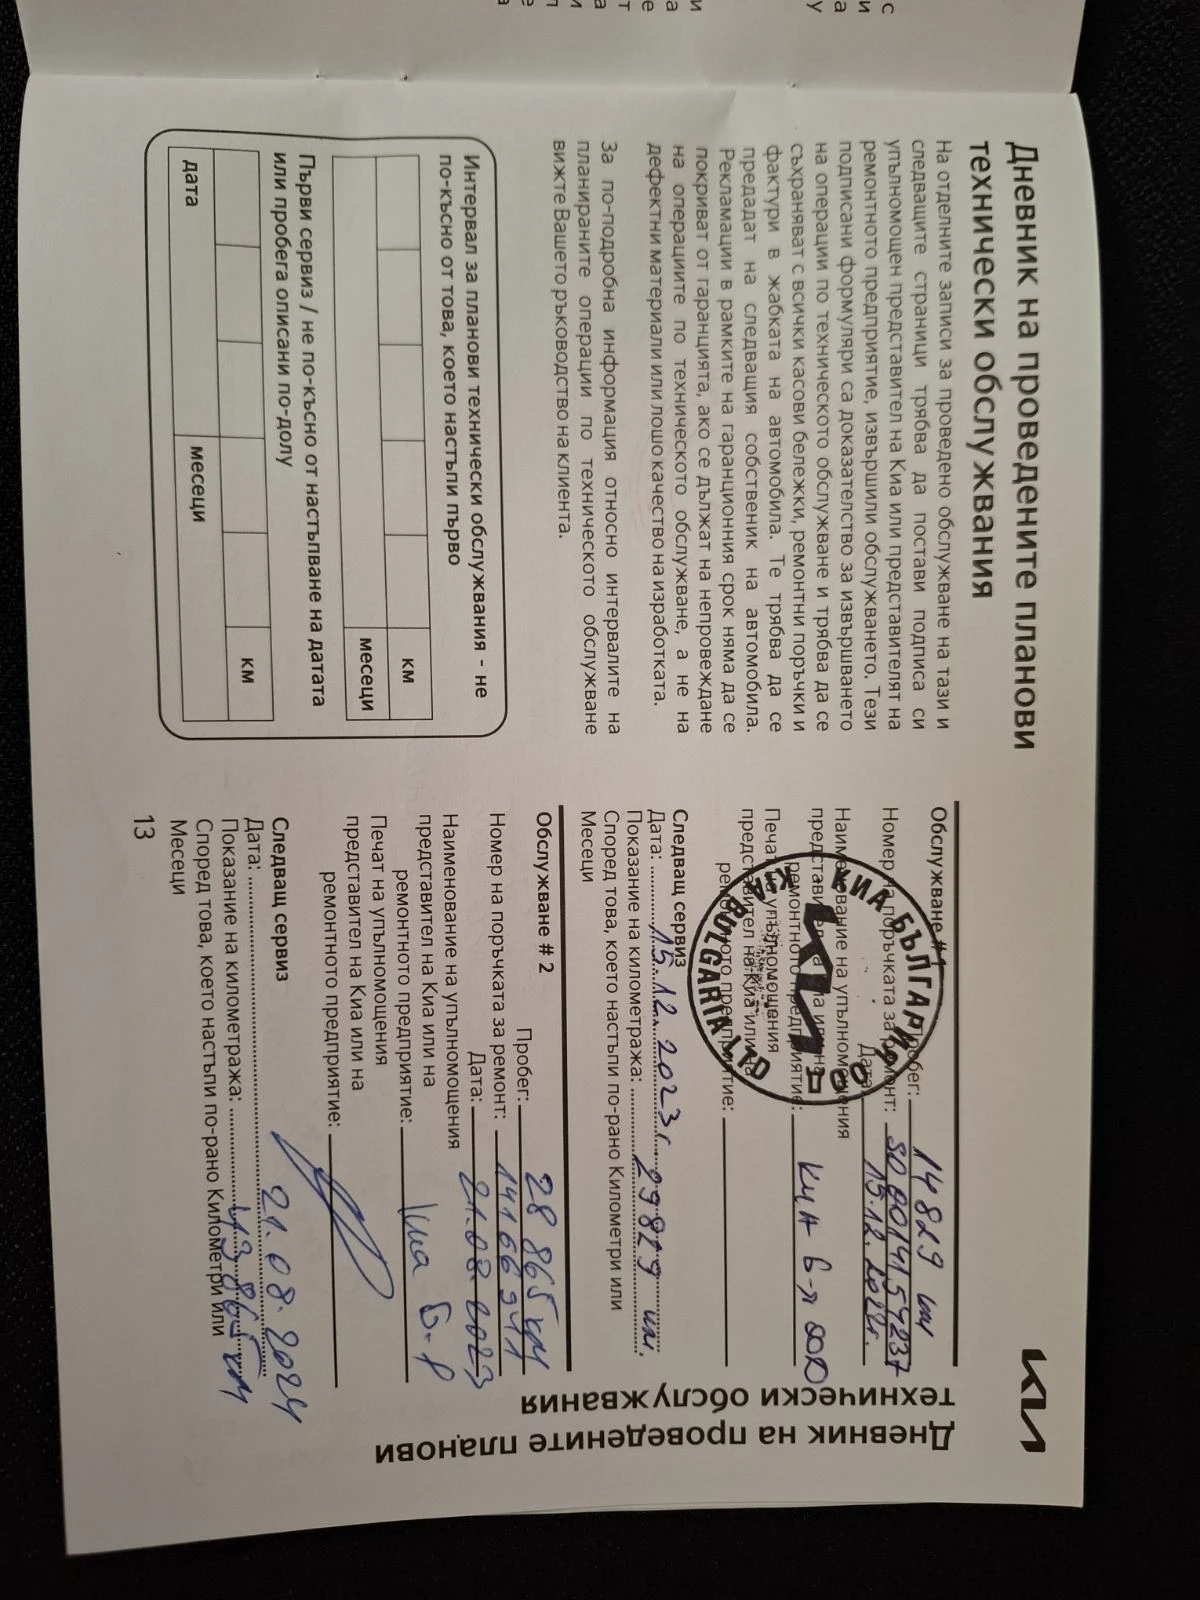 Дневник на проведените планови
технически обслужвания
На отделните записи за проведено обслужване на тази и
следващите страници трябва да постави подписа си
упълномощен представител на Киа или представителят на
ремонтното предприятие, извършили обслужването. Тези
подписани формуляри са доказателство за извършването
на операции по техническото обслужване и трябва да се
съхраняват с всички касови бележки, ремонтни поръчки и
фактури в жабката на автомобила. Те трябва да се
предадат на следващия собственик на автомобила.
Рекламации в рамките на гаранционния срок няма да се
покриват от гаранцията, ако се дължат на непровеждане
на операциите по техническото обслужване, а не на
дефектни материали или лошо качество на изработката.
За по-подробна информация относно интервалите на
планираните операции по техническото обслужване
вижте Вашето ръководство на клиента.
Интервал за планови технически обслужвания - не
по-късно от това, което настъпи първо
км
месеци
Първи сервиз / не по-късно от настъпване на датата
или пробега описани по-долу
км
дата месеци
KIA
Обслужване # 1
Пробег: 14829 км
Номер на поръчката за ремонт:
Дата: 15.12.2022г.
Наименование на упълномощения
представител на Киа или на
ремонтното предприятие: КИА Б-я ООД
Печат на упълномощения
представител на Киа или на
ремонтното предприятие:
КИА БЪЛГАРИЯ ООД
KIA BULGARIA LTD
Следващ сервиз
Дата: 15.12.2023г
Показание на километража: 29829 км.
Според това, което настъпи по-рано Километри или
Месеци
Обслужване # 2
Пробег: 28865 км
Номер на поръчката за ремонт: 14166941
Дата: 21.08.2023
Наименование на упълномощения
представител на Киа или на
ремонтното предприятие: Киа
Печат на упълномощения
представител на Киа или на
ремонтното предприятие:
Следващ сервиз
Дата: 21.08.2024
Показание на километража: 43865 км
Според това, което настъпи по-рано Километри или
Месеци
13
Дневник на проведените планови
технически обслужвания